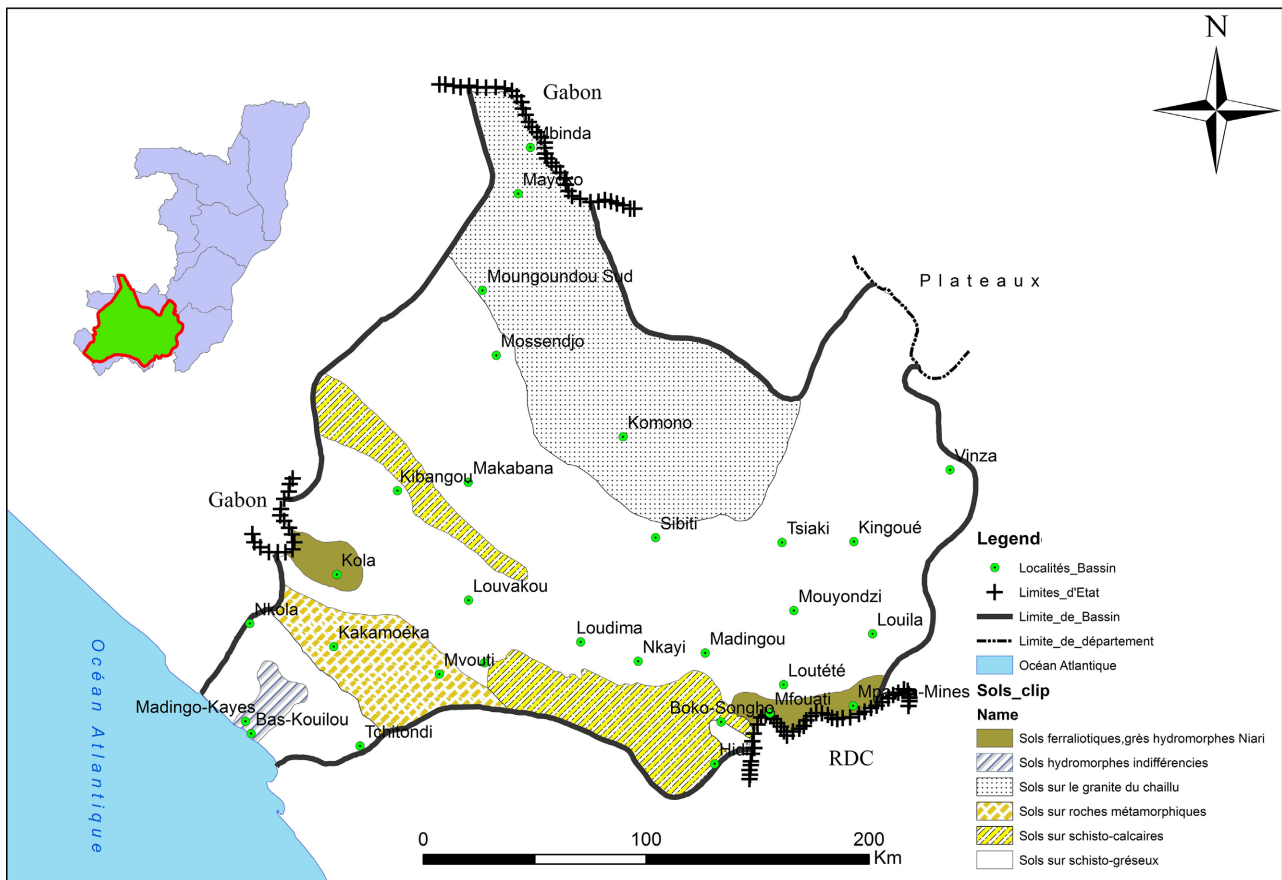 N
Gabon
Mbinda
Mayoko
Plateaux
Moungoundou Sud
Mossendjo
Komono
Vinza
Makabana
Kibangou
Gabon
Sibiti
Tsiaki
Kingoué
Kola
Louvakou
Mouyondzi
Nkola
Louila
Kakamoéka
Loudima
Nkayi
Madingou
Mvouti
Loutété
Mfouati
Boko-Songho
Madingo-Kayes
Bas-Kouilou
Tchitondi
RDC
Océan Atlantique
Legend
Localités_Bassin
Limites_d'Etat
Limite_de_Bassin
Limite_de_département
Océan Atlantique
Sols_clip
Name
Sols ferraliotiques,grès hydromorphes Niari
Sols hydromorphes indifférencies
Sols sur le granite du chaillu
Sols sur roches métamorphiques
Sols sur schisto-calcaires
Sols sur schisto-gréseux
0 100 200
Km